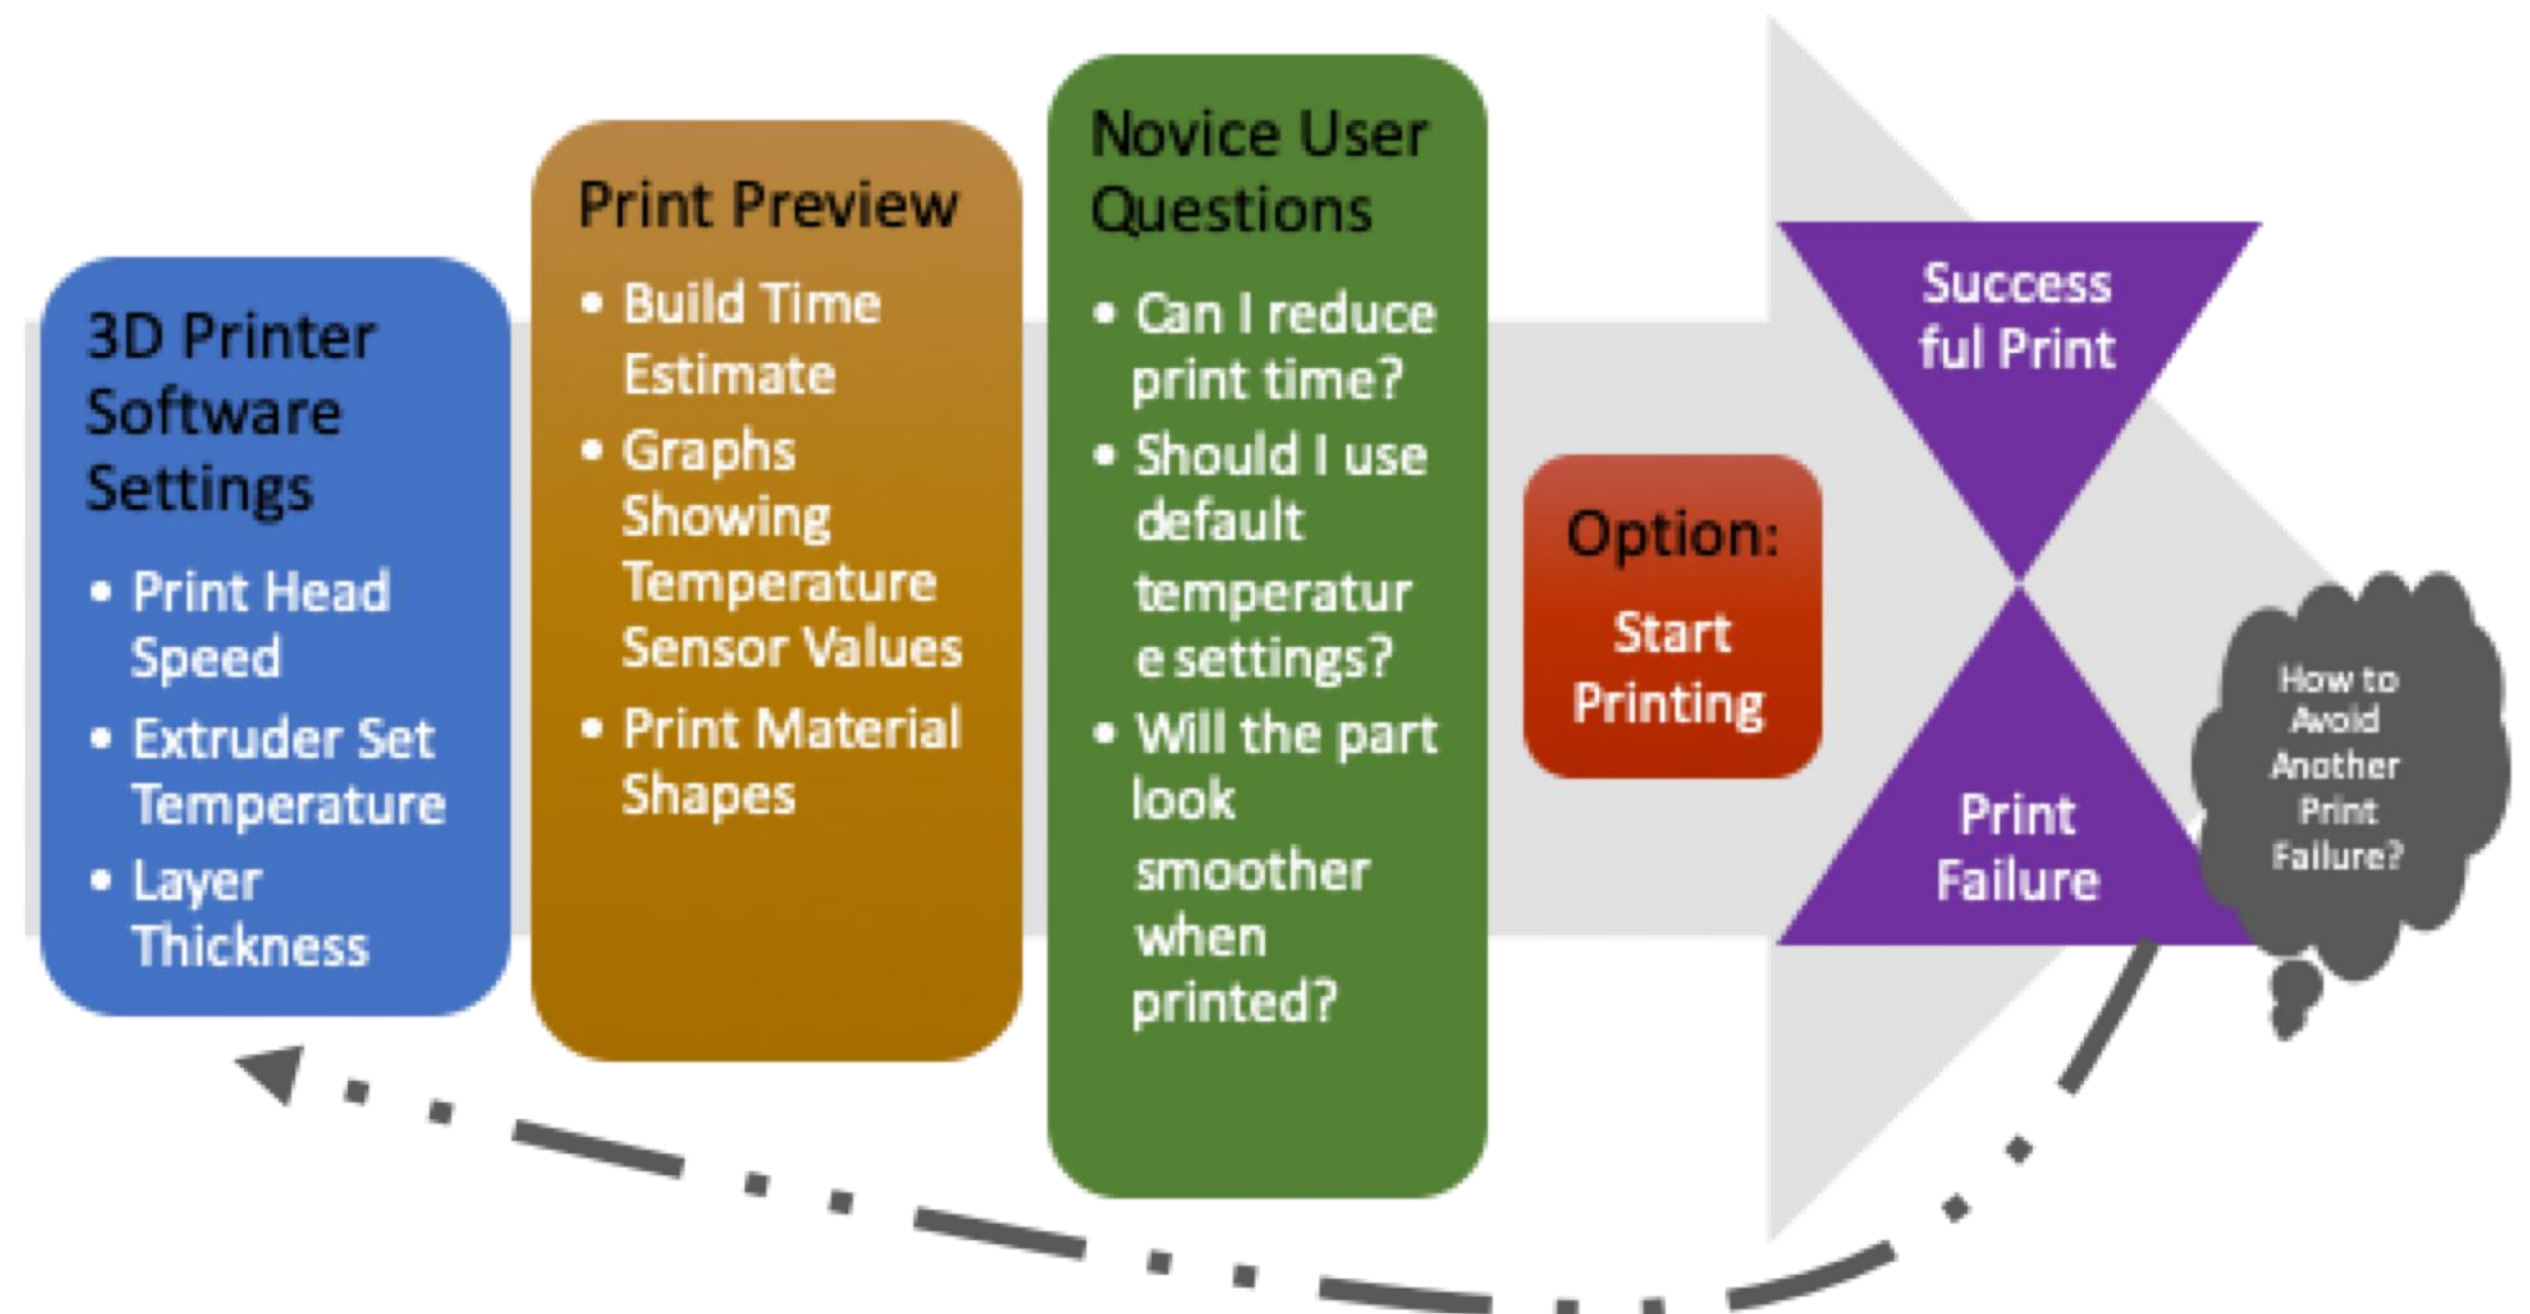 3D Printer
Software
Settings
• Print Head
Speed
• Extruder Set
Temperature
• Layer
Thickness
Print Preview
• Build Time
Estimate
• Graphs
Showing
Temperature
Sensor Values
• Print Material
Shapes
Novice User
Questions
• Can I reduce
print time?
• Should I use
default
temperatur
e settings?
• Will the part
look
smoother
when
printed?
Option:
Start
Printing
Success
ful Print
Print
Failure
How to
Avoid
Another
Print
Failure?